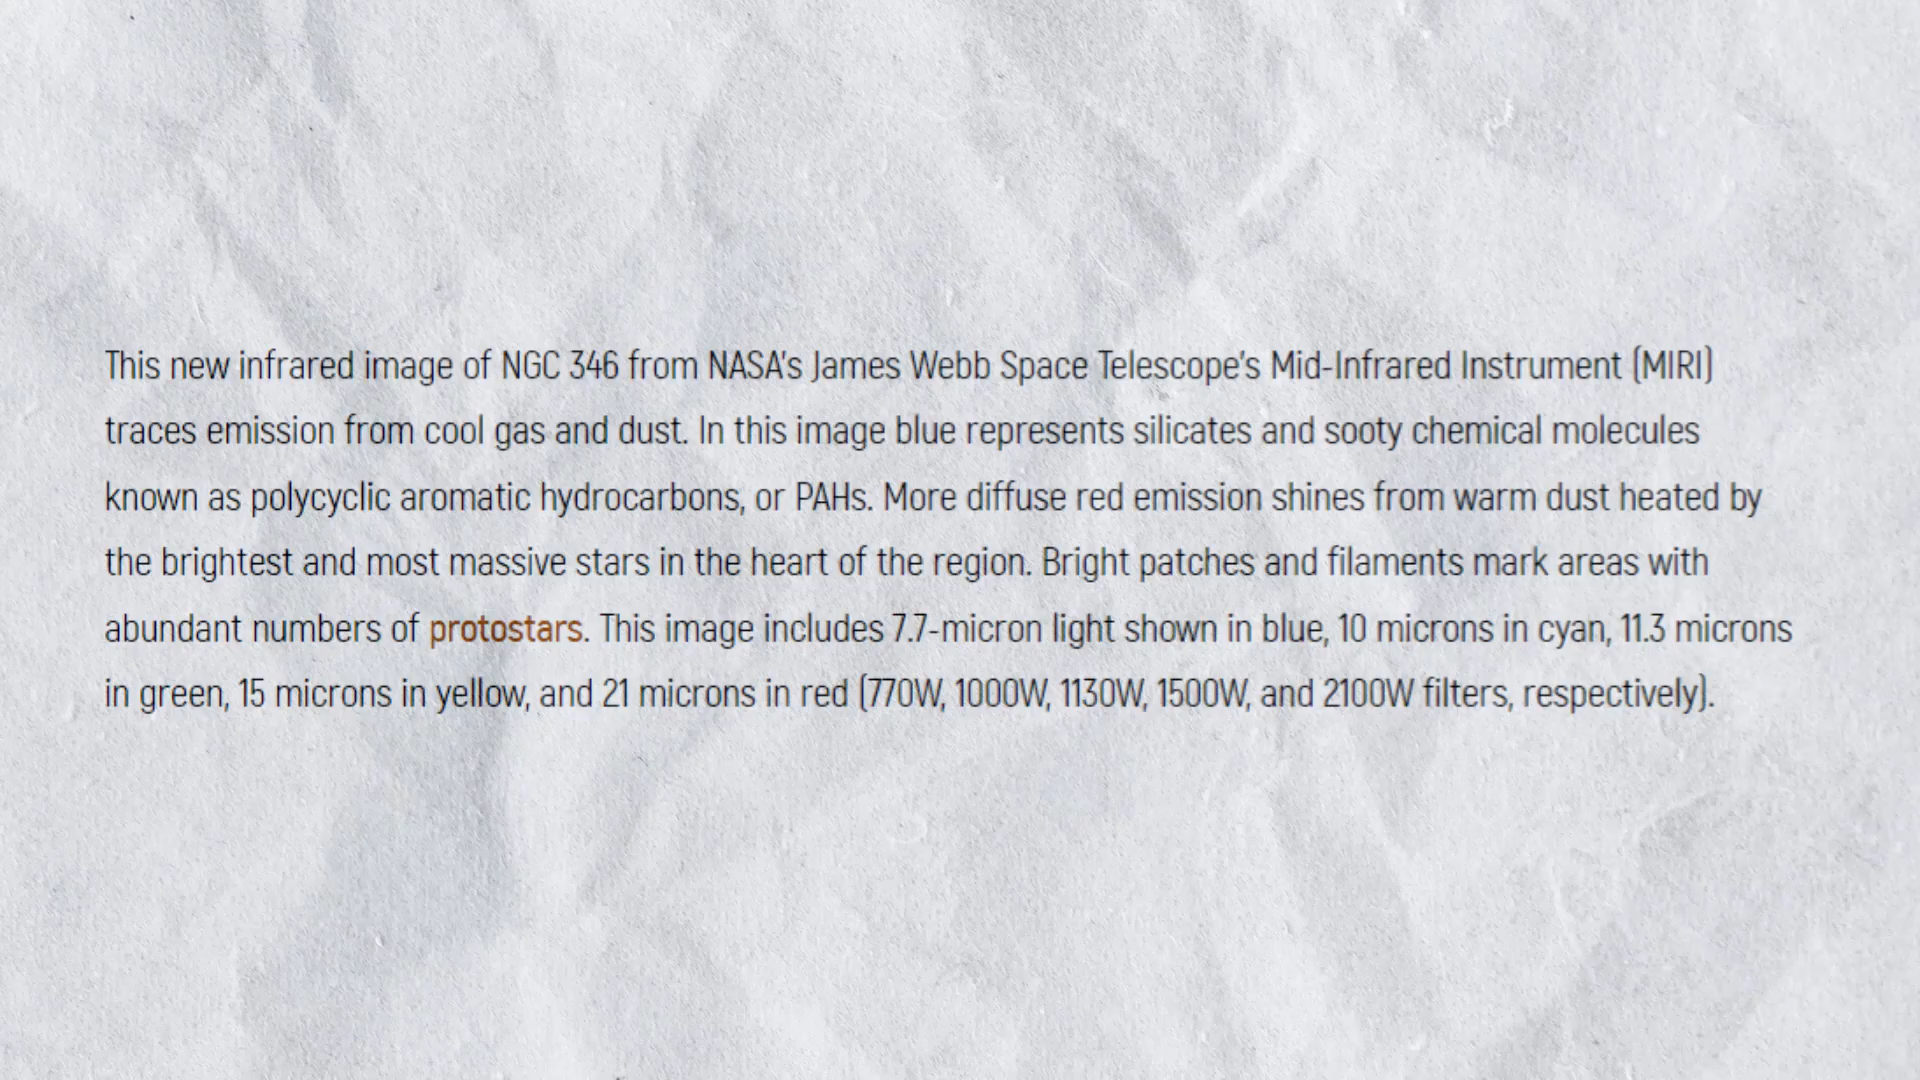 This new infrared image of NGC 346 from NASA's James Webb Space Telescope's Mid-Infrared Instrument (MIRI)
traces emission from cool gas and dust. In this image blue represents silicates and sooty chemical molecules
known as polycyclic aromatic hydrocarbons, or PAHs. More diffuse red emission shines from warm dust heated by
the brightest and most massive stars in the heart of the region. Bright patches and filaments mark areas with
abundant numbers of protostars. This image includes 7.7-micron light shown in blue, 10 microns in cyan, 11.3 microns
in green, 15 microns in yellow, and 21 microns in red (770W, 1000W, 1130W, 1500W, and 2100W filters, respectively).